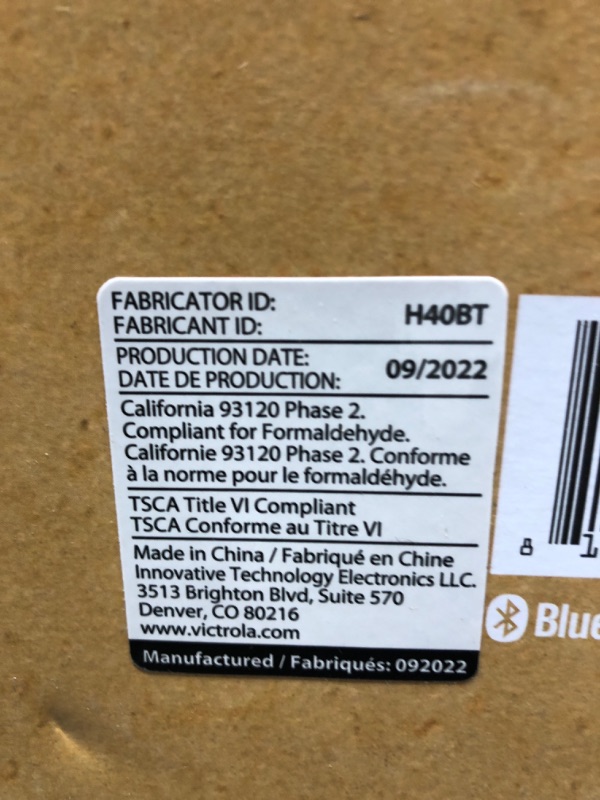 FABRICATOR ID:
FABRICANT ID:
H40BT
PRODUCTION DATE:
DATE DE PRODUCTION:
09/2022
California 93120 Phase 2.
Compliant for Formaldehyde.
Californie 93120 Phase 2. Conforme
à la norme pour le formaldéhyde.
TSCA Title VI Compliant
TSCA Conforme au Titre VI
Made in China / Fabriqué en Chine
Innovative Technology Electronics LLC.
3513 Brighton Blvd, Suite 570
Denver, CO 80216
www.victrola.com
Manufactured / Fabriqués: 092022
8 1
Blue